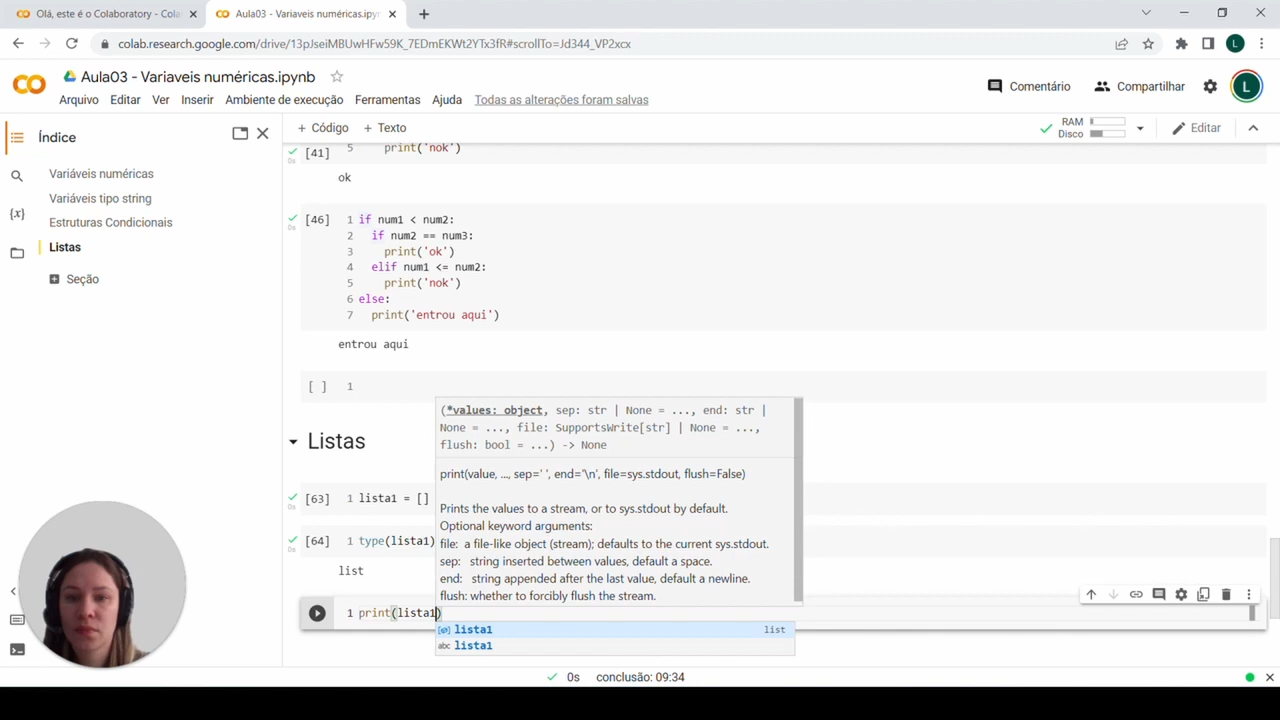 Olá, este é o Colaboratory - Cola
Aula03 - Variaveis numéricas.ipyn
colab.research.google.com/drive/13pJseiMBUwHFw59K_7EDmEKWt2YTx3fR#scrollTo=Jd344_VP2xcx
L
Aula03 - Variaveis numéricas.ipynb
Arquivo Editar Ver Inserir Ambiente de execução Ferramentas Ajuda Todas as alterações foram salvas
Comentário Compartilhar L
Índice
+ Código + Texto
RAM
Disco
Editar
Variáveis numéricas
Variáveis tipo string
Estruturas Condicionais
Listas
Seção
{x}
[41] 5 print('nok')
0s
ok
[46] 1 if num1 < num2:
0s
2 if num2 == num3:
3 print('ok')
4 elif num1 <= num2:
5 print('nok')
6 else:
7 print('entrou aqui')
entrou aqui
[ ] 1
Listas
(*values: object, sep: str | None = ..., end: str |
None = ..., file: SupportsWrite[str] | None = ...,
flush: bool = ...) -> None
print(value, ..., sep=' ', end='\n', file=sys.stdout, flush=False)
Prints the values to a stream, or to sys.stdout by default.
Optional keyword arguments:
file: a file-like object (stream); defaults to the current sys.stdout.
sep: string inserted between values, default a space.
end: string appended after the last value, default a newline.
flush: whether to forcibly flush the stream.
[63] 1 lista1 = []
0s
[64] 1 type(lista1)
0s
list
1 print(lista1)
lista1 list
abc lista1
0s conclusão: 09:34